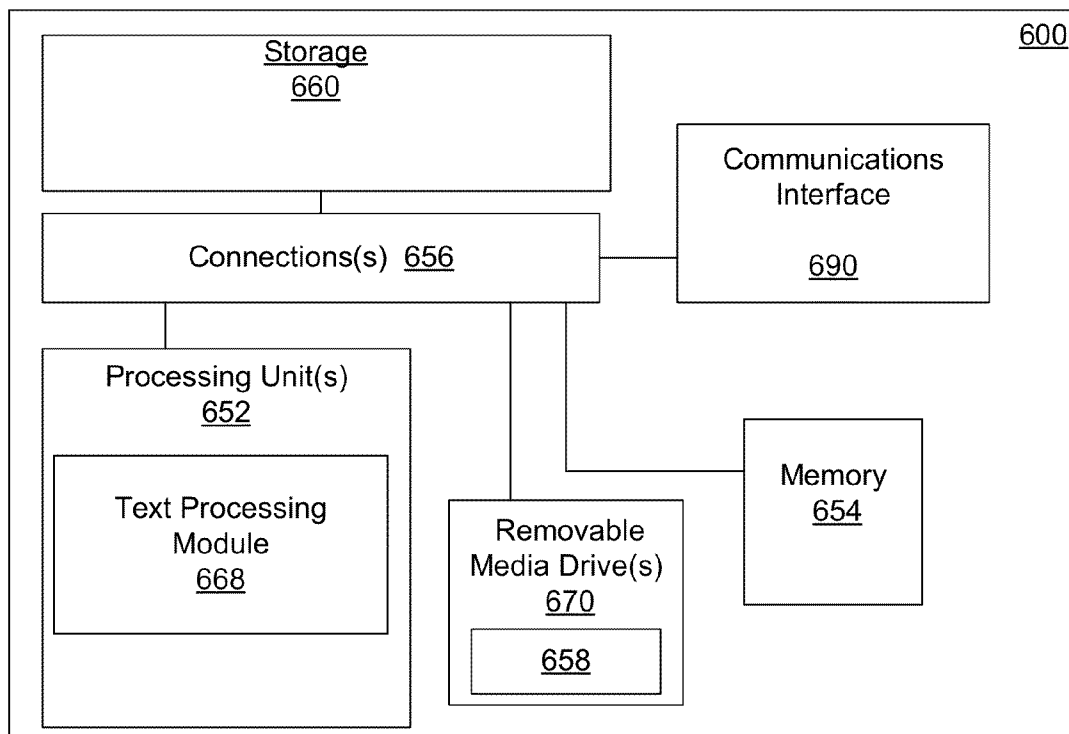 600
Storage
660
Communications
Interface
690
Connections(s) 656
Processing Unit(s)
652
Text Processing
Module
668
Removable
Media Drive(s)
670
658
Memory
654